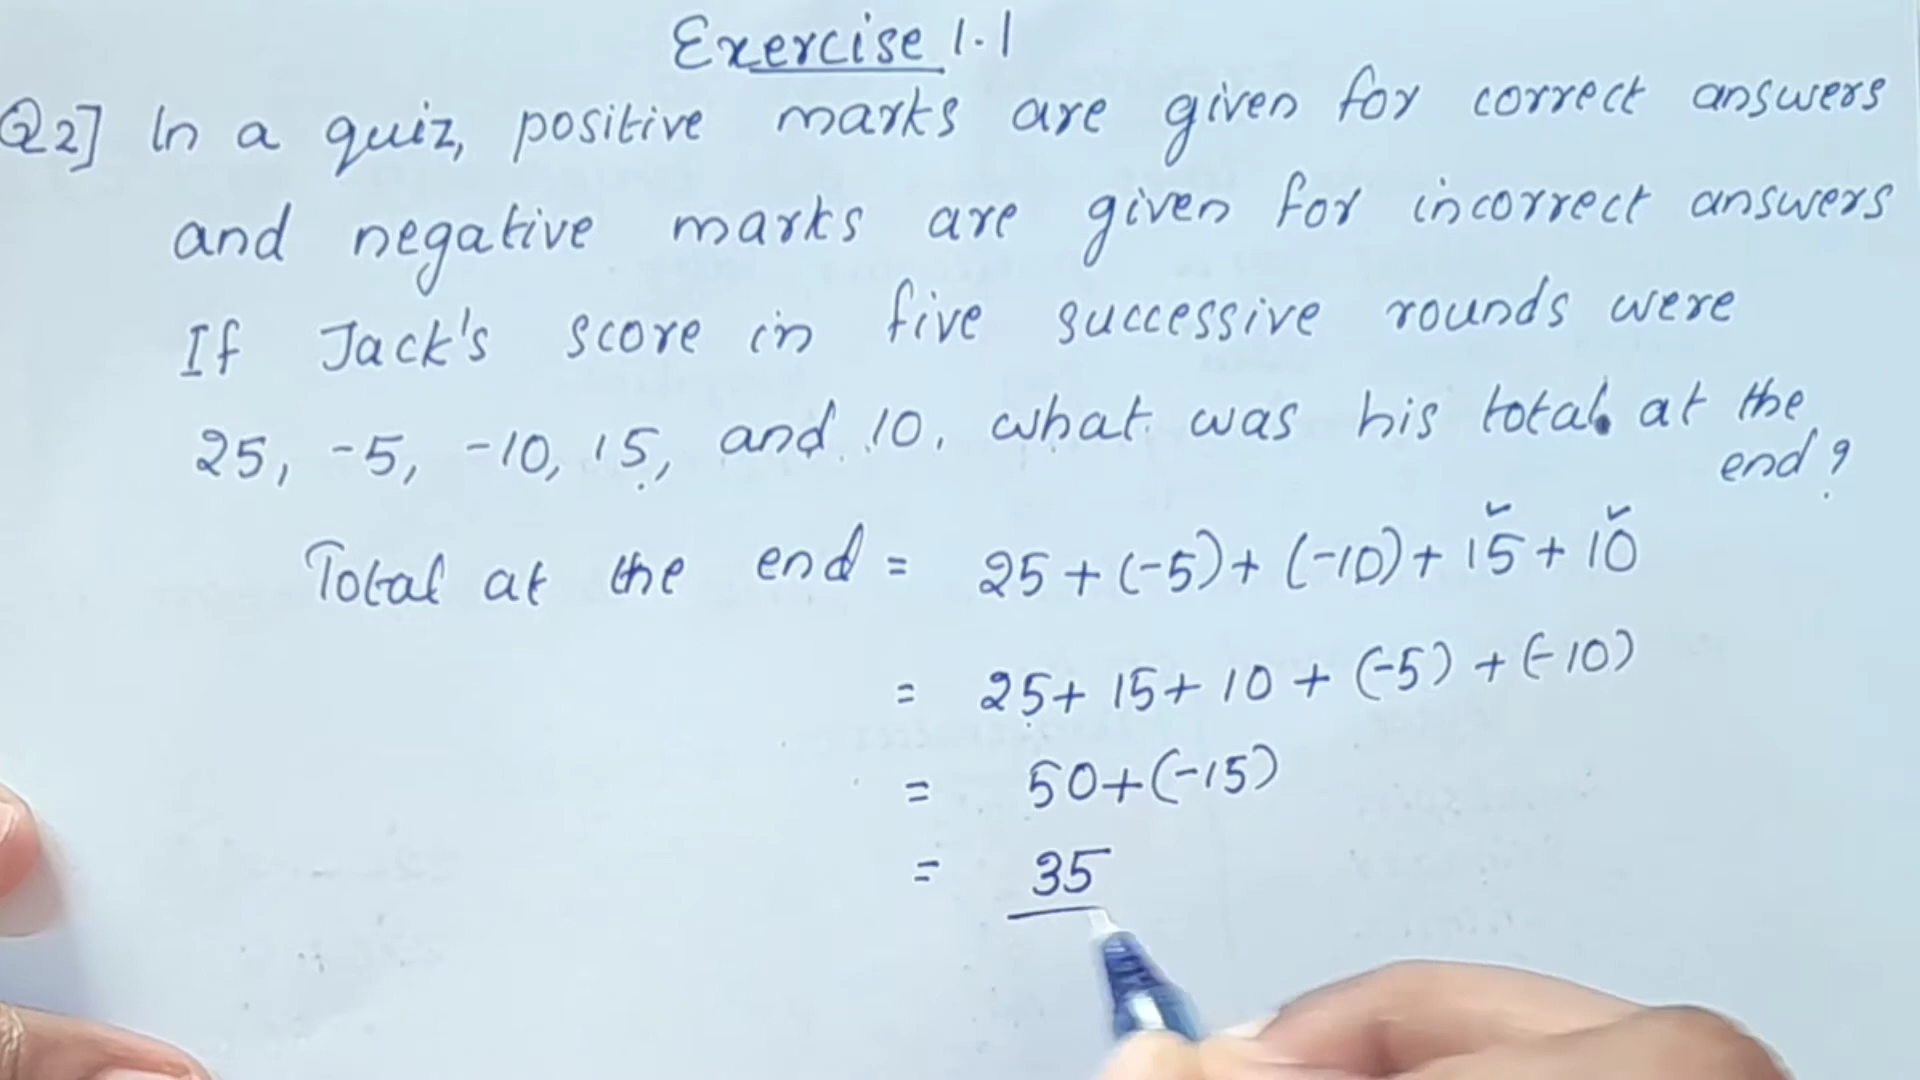 Exercise 1.1
Q2] In a quiz, positive marks are given for correct answers
and negative marks are given for incorrect answers
If Jack's score in five successive rounds were
25, -5, -10, 15, and 10, what was his total at the
end?
Total at the end = 25 + (-5) + (-10) + 15 + 10
= 25 + 15 + 10 + (-5) + (-10)
= 50 + (-15)
= 35